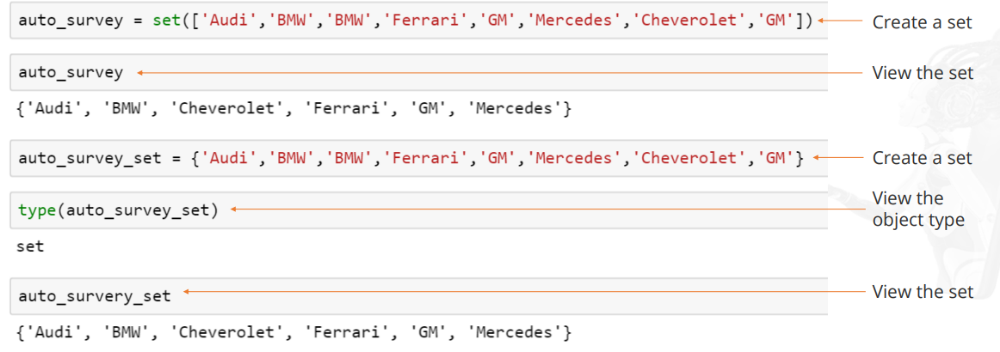 auto_survey = set(['Audi','BMW','BMW','Ferrari','GM','Mercedes','Cheverolet','GM'])
Create a set
auto_survey
View the set
{'Audi', 'BMW', 'Cheverolet', 'Ferrari', 'GM', 'Mercedes'}
auto_survey_set = {'Audi','BMW','BMW','Ferrari','GM','Mercedes','Cheverolet','GM'}
Create a set
type(auto_survey_set)
View the
object type
set
auto_survery_set
View the set
{'Audi', 'BMW', 'Cheverolet', 'Ferrari', 'GM', 'Mercedes'}